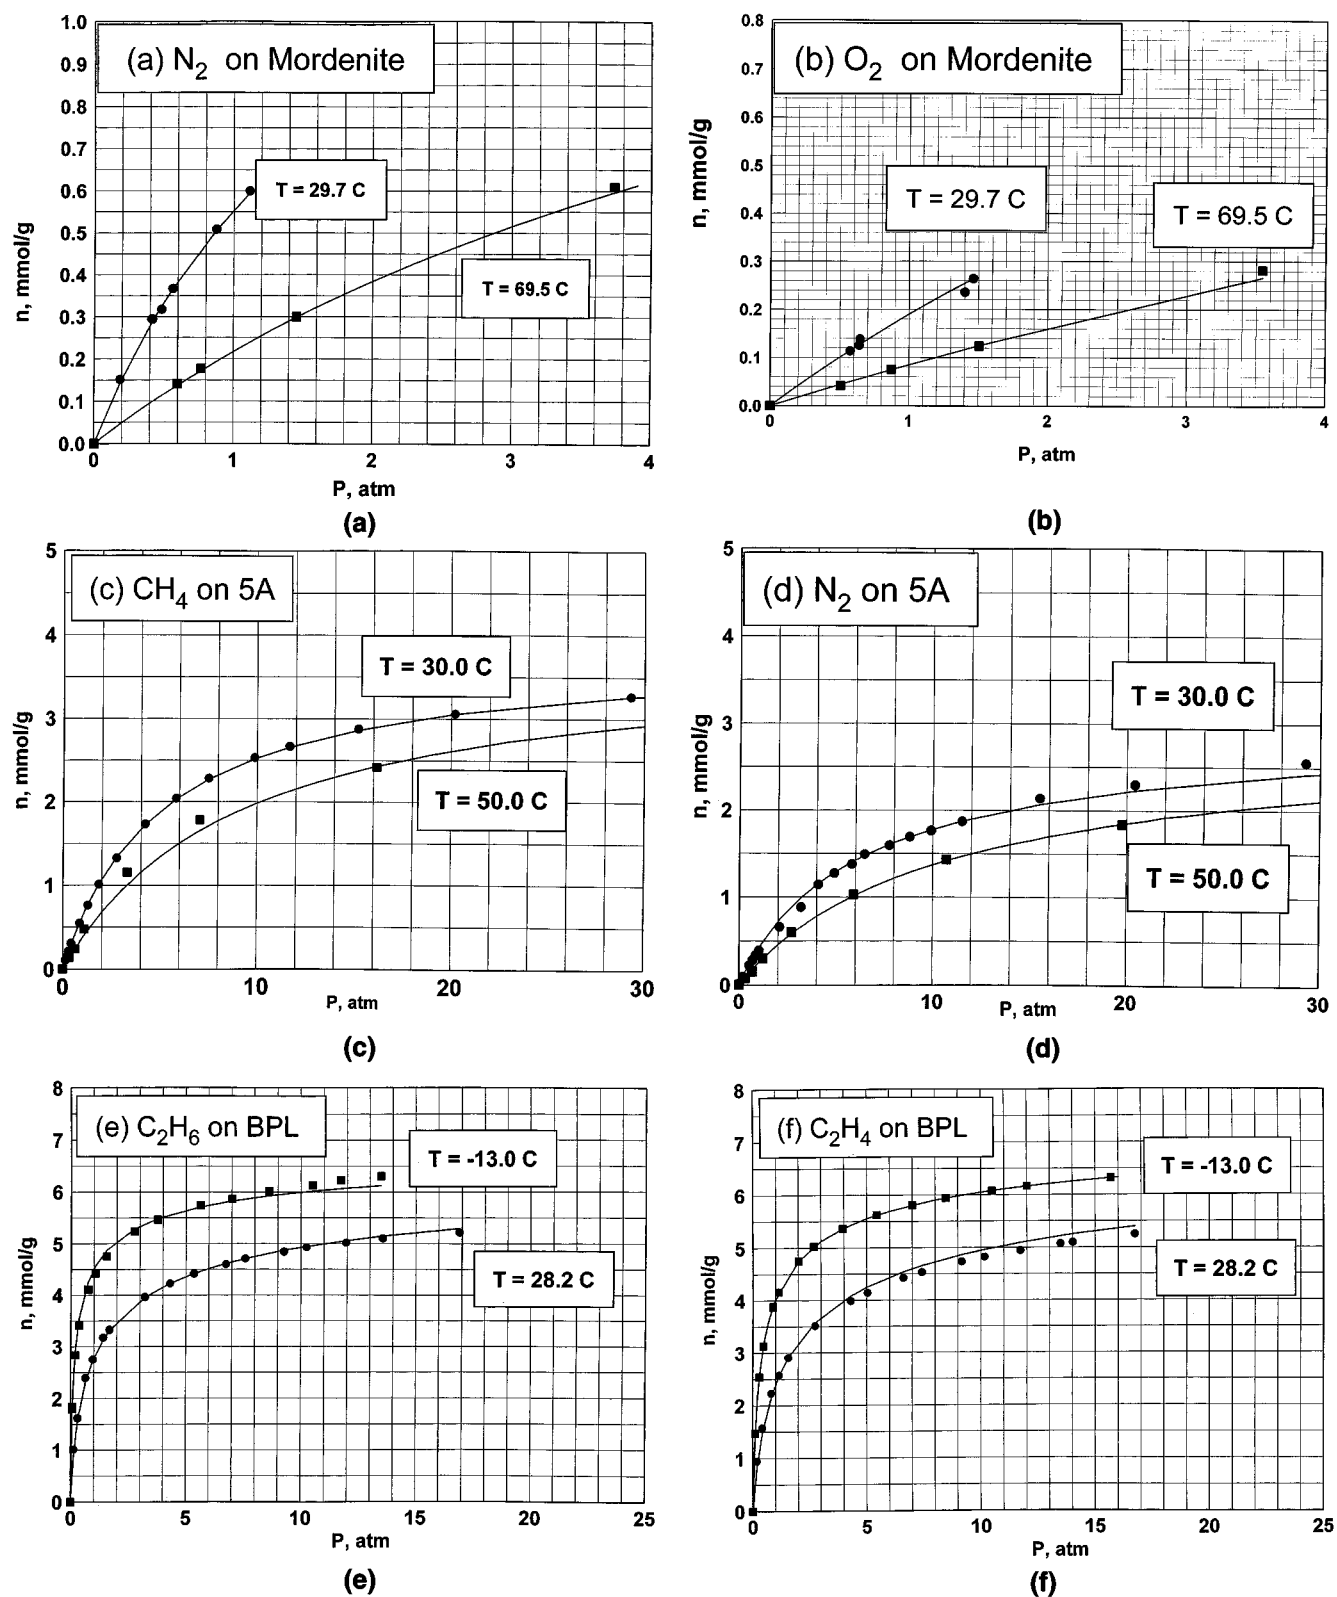 (a) N2 on Mordenite
1.0
0.9
0.8
0.7
0.6
0.5
0.4
0.3
0.2
0.1
0.0
n, mmol/g
T = 29.7 C
T = 69.5 C
0 1 2 3 4
P, atm
(a)
(b) O2 on Mordenite
0.8
0.7
0.6
0.5
0.4
0.3
0.2
0.1
0.0
n, mmol/g
T = 29.7 C
T = 69.5 C
0 1 2 3 4
P, atm
(b)
(c) CH4 on 5A
5
4
3
2
1
0
n, mmol/g
T = 30.0 C
T = 50.0 C
0 10 20 30
P, atm
(c)
(d) N2 on 5A
5
4
3
2
1
0
n, mmol/g
T = 30.0 C
T = 50.0 C
0 10 20 30
P, atm
(d)
(e) C2H6 on BPL
8
7
6
5
4
3
2
1
0
n, mmol/g
T = -13.0 C
T = 28.2 C
0 5 10 15 20 25
P, atm
(e)
(f) C2H4 on BPL
8
7
6
5
4
3
2
1
0
n, mmol/g
T = -13.0 C
T = 28.2 C
0 5 10 15 20 25
P, atm
(f)